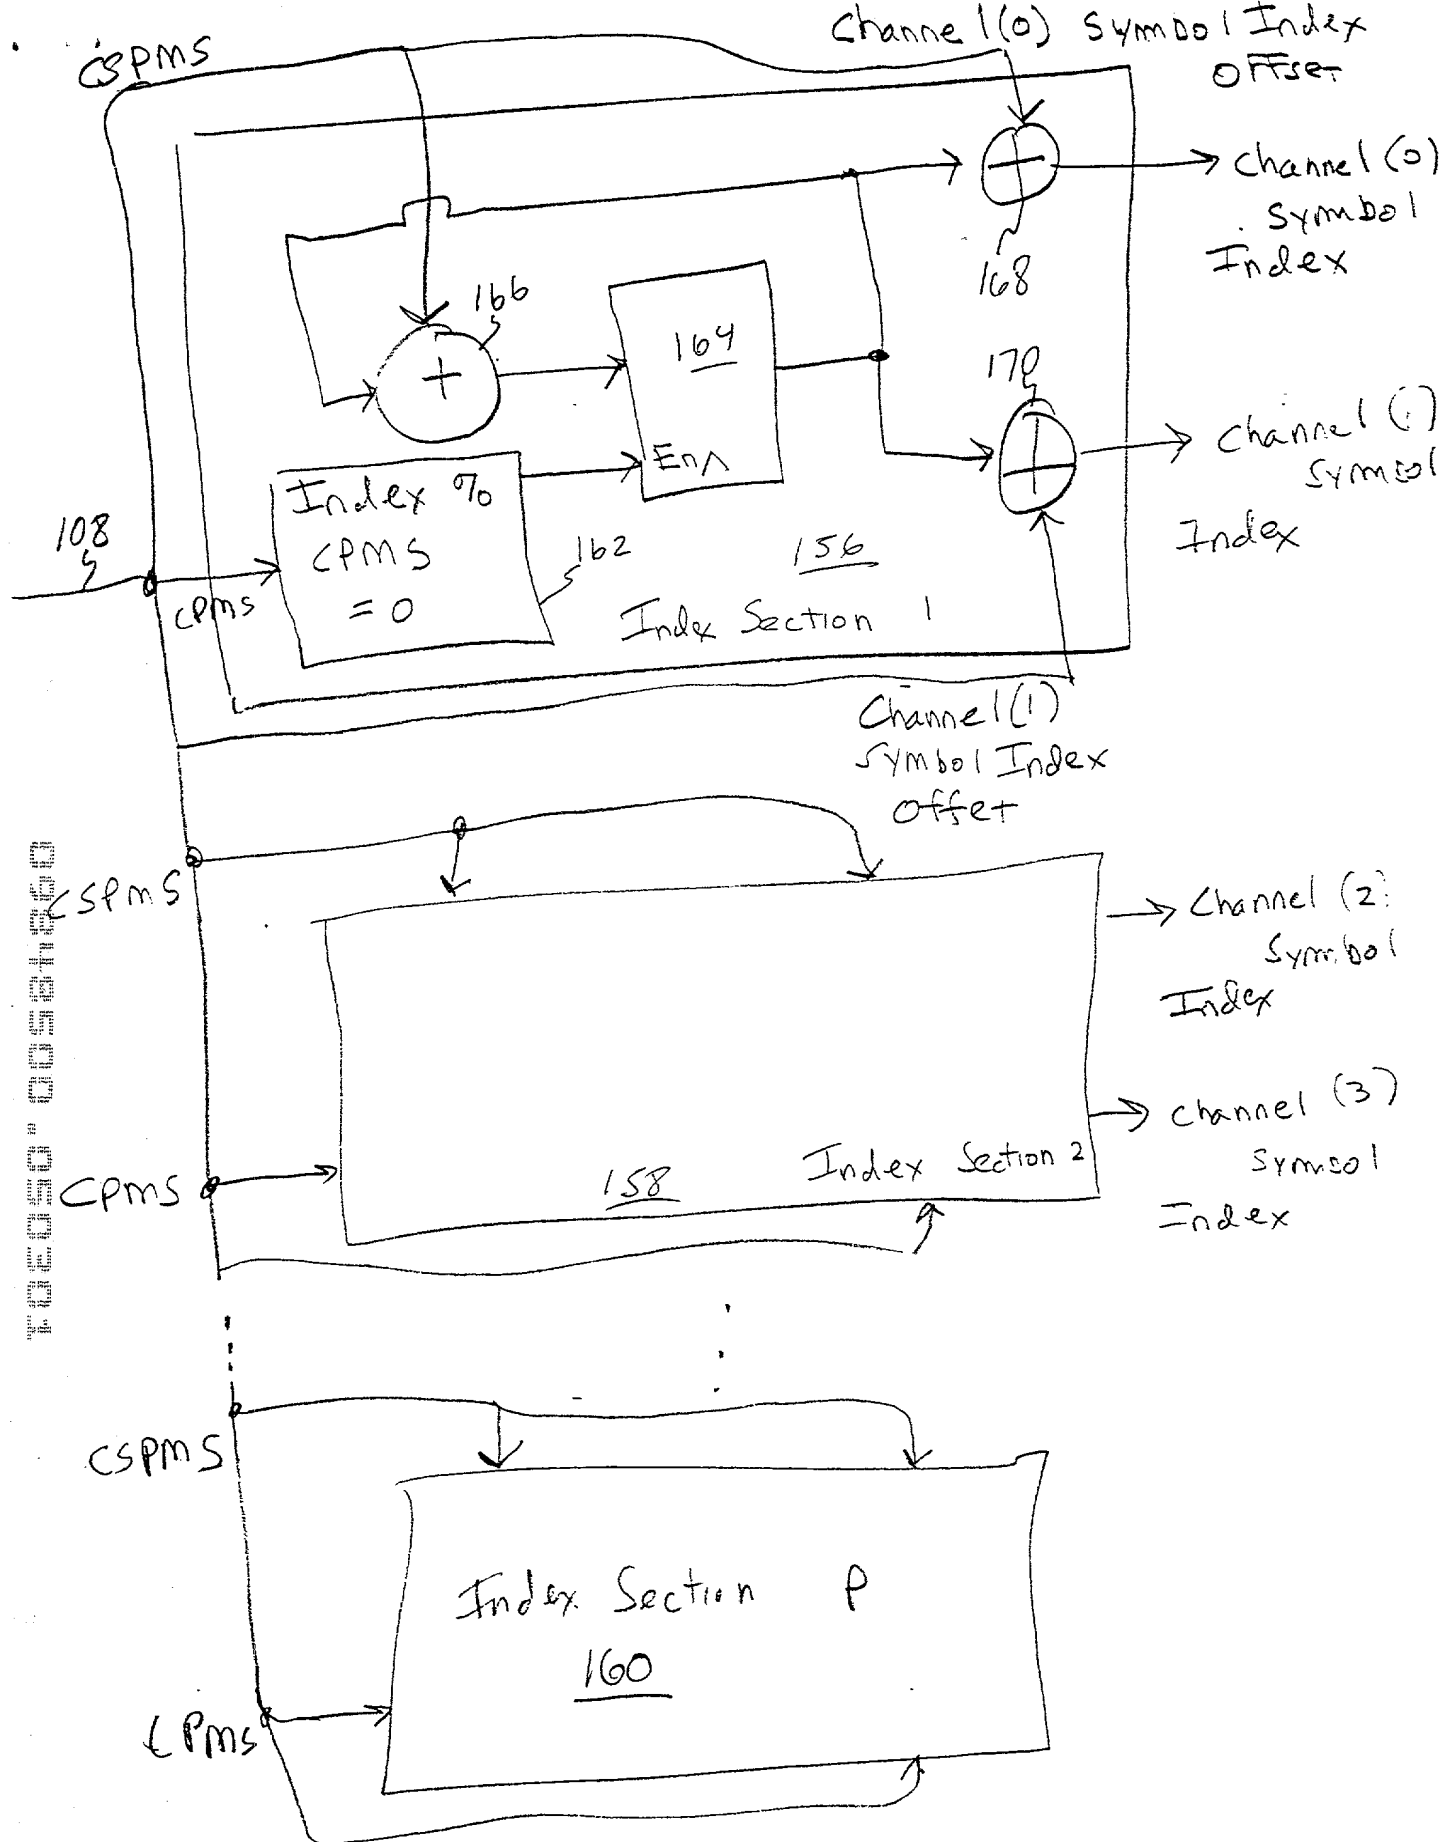 CSPMS
Channel(0) Symbol Index
Offset
Channel (0)
Symbol
Index
168
166
164
170
Channel (1)
Symbol
Index
Ena
Index %
CPMS
= 0
108
CPMS
162
156
Index Section 1
Channel(1)
Symbol Index
Offet
CSPMS
Channel (2)
Symbol
Index
Channel (3)
Symbol
Index
CPMS
158
Index Section 2
CSPMS
Index Section P
160
CPMS